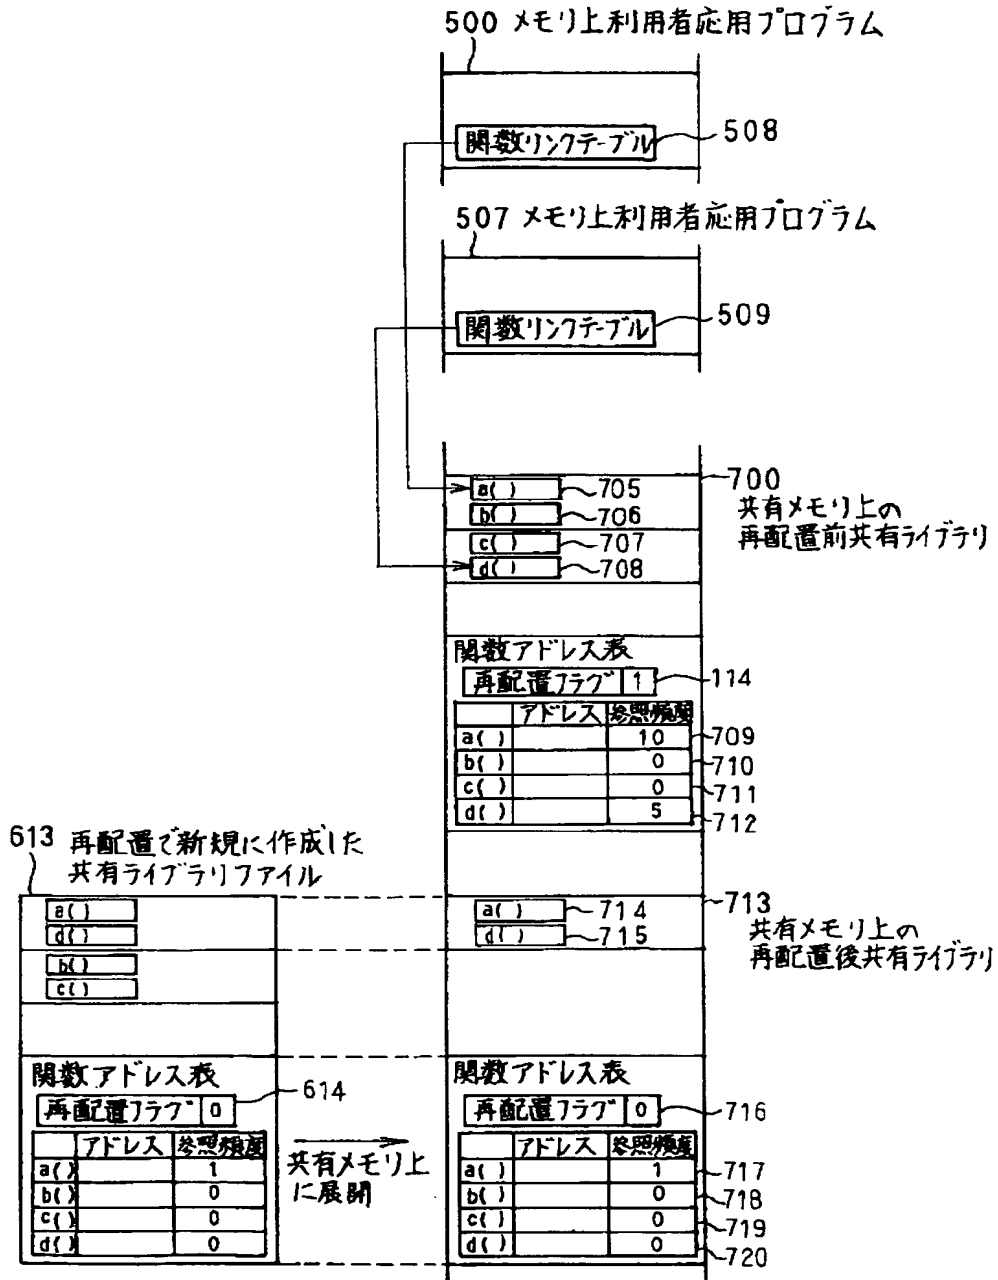 500 メモリ上利用者応用プログラム
関数リンクテーブル
508
507 メモリ上利用者応用プログラム
関数リンクテーブル
509
a( )
705
700
b( )
706
共有メモリ上の
再配置前共有ライブラリ
c( )
707
d( )
708
関数アドレス表
再配置フラグ 1
114
アドレス 参照頻度
a( ) 10
709
b( ) 0
710
c( ) 0
711
d( ) 5
712
613 再配置で新規に作成した
共有ライブラリファイル
a( )
d( )
b( )
c( )
a( )
714
d( )
715
713
共有メモリ上の
再配置後共有ライブラリ
関数アドレス表
再配置フラグ 0
614
アドレス 参照頻度
a( ) 1
b( ) 0
c( ) 0
d( ) 0
共有メモリ上
に展開
関数アドレス表
再配置フラグ 0
716
アドレス 参照頻度
a( ) 1
717
b( ) 0
718
c( ) 0
719
d( ) 0
720